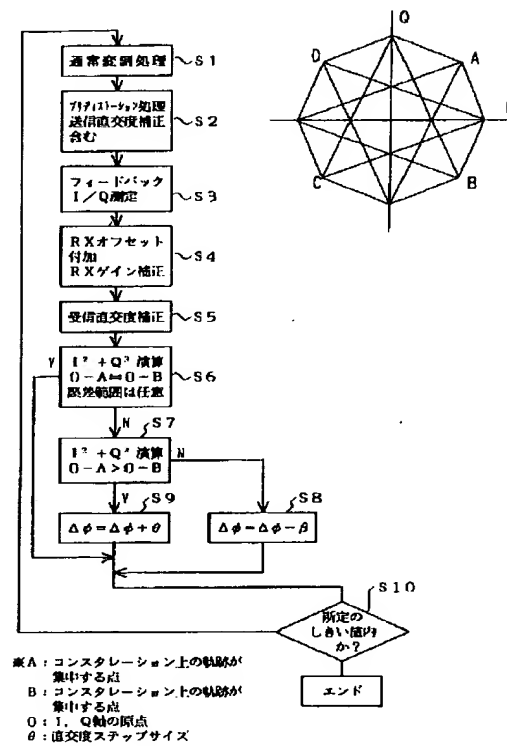 通常変調処理
S1
プリディストーション処理
送信直交度補正
含む
S2
フィードバック
I/Q測定
S3
RXオフセット
付加
RXゲイン補正
S4
受信直交度補正
S5
Y
I² + Q² 演算
O-A=O-B
誤差範囲は任意
S6
N
S7
I² + Q² 演算
O-A>O-B
N
Y
S9
Δφ=Δφ+θ
S8
Δφ=Δφ-β
S10
所定の
しきい値内
か?
エンド
Q
D
A
I
C
B
※A:コンスタレーション上の軌跡が
集中する点
B:コンスタレーション上の軌跡が
集中する点
O:I,Q軸の原点
θ:直交度ステップサイズ